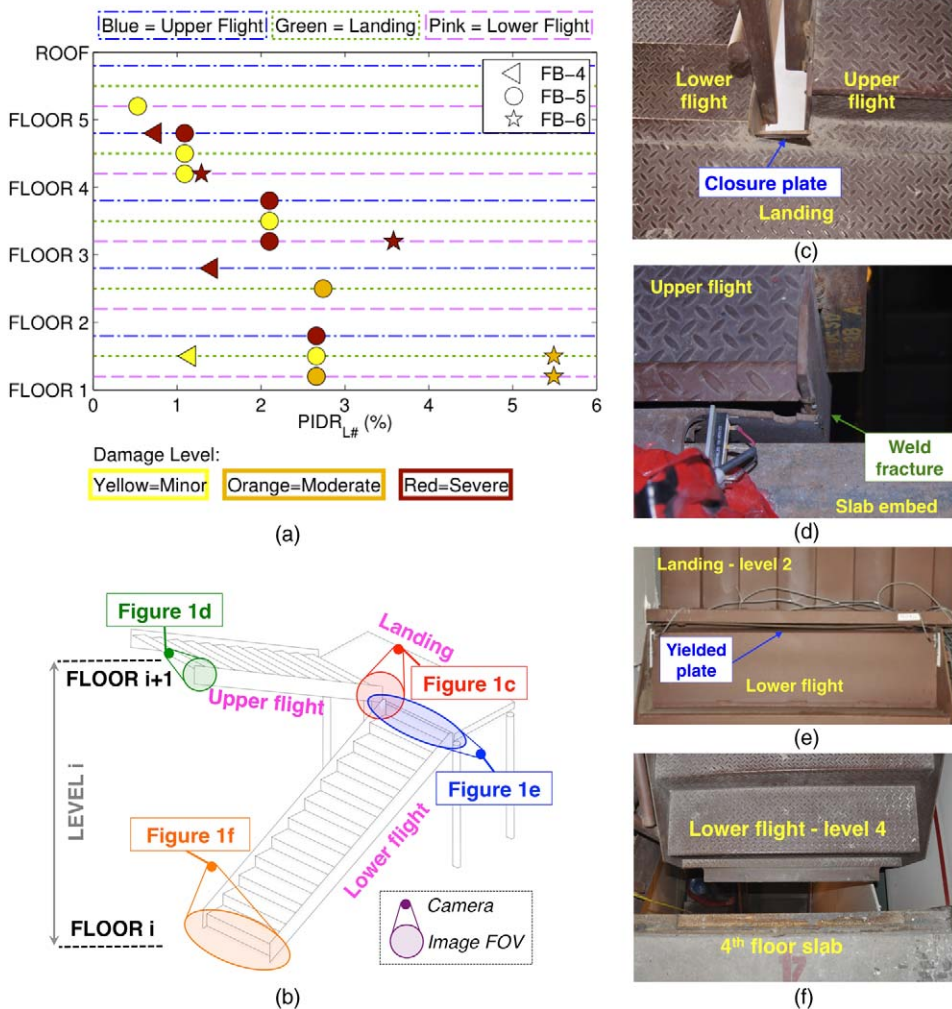 Blue = Upper Flight
Green = Landing
Pink = Lower Flight
ROOF
FLOOR 5
FLOOR 4
FLOOR 3
FLOOR 2
FLOOR 1
FB-4
FB-5
FB-6
0 1 2 3 4 5 6
PIDR L# (%)
Damage Level:
Yellow=Minor
Orange=Moderate
Red=Severe
(a)
Figure 1d
FLOOR i+1
Upper flight
Landing
Figure 1c
Figure 1e
LEVEL i
Figure 1f
Lower flight
FLOOR i
Camera
Image FOV
(b)
Lower flight
Upper flight
Closure plate
Landing
(c)
Upper flight
Weld fracture
Slab embed
(d)
Landing - level 2
Yielded plate
Lower flight
(e)
Lower flight - level 4
4th floor slab
(f)